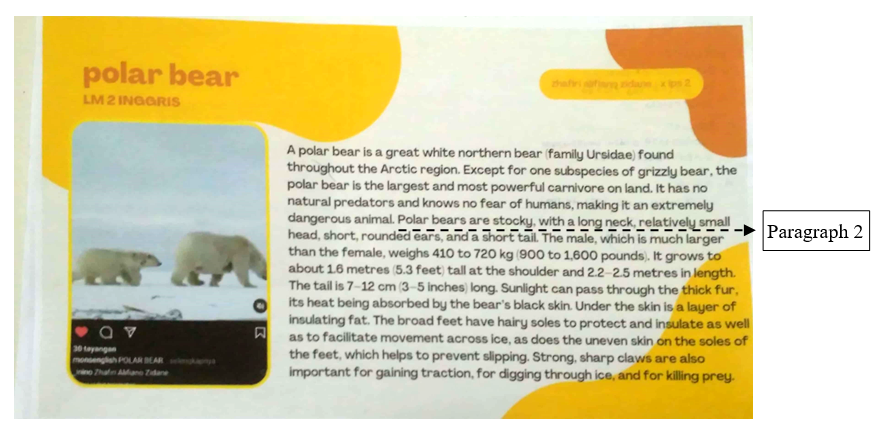 polar bear
LM 2 INGGRIS
zhafiri alfiano zidane x ips 2
A polar bear is a great white northern bear (family Ursidae) found
throughout the Arctic region. Except for one subspecies of grizzly bear, the
polar bear is the largest and most powerful carnivore on land. It has no
natural predators and knows no fear of humans, making it an extremely
dangerous animal. Polar bears are stocky, with a long neck, relatively small
head, short, rounded ears, and a short tail. The male, which is much larger
than the female, weighs 410 to 720 kg (900 to 1,600 pounds). It grows to
about 1.6 metres (5.3 feet) tall at the shoulder and 2.2–2.5 metres in length.
The tail is 7–12 cm (3–5 inches) long. Sunlight can pass through the thick fur,
its heat being absorbed by the bear's black skin. Under the skin is a layer of
insulating fat. The broad feet have hairy soles to protect and insulate as well
as to facilitate movement across ice, as does the uneven skin on the soles of
the feet, which helps to prevent slipping. Strong, sharp claws are also
important for gaining traction, for digging through ice, and for killing prey.
Paragraph 2
30 tayangan
monsenglish POLAR BEAR
Zhafiri Alfiano Zidane